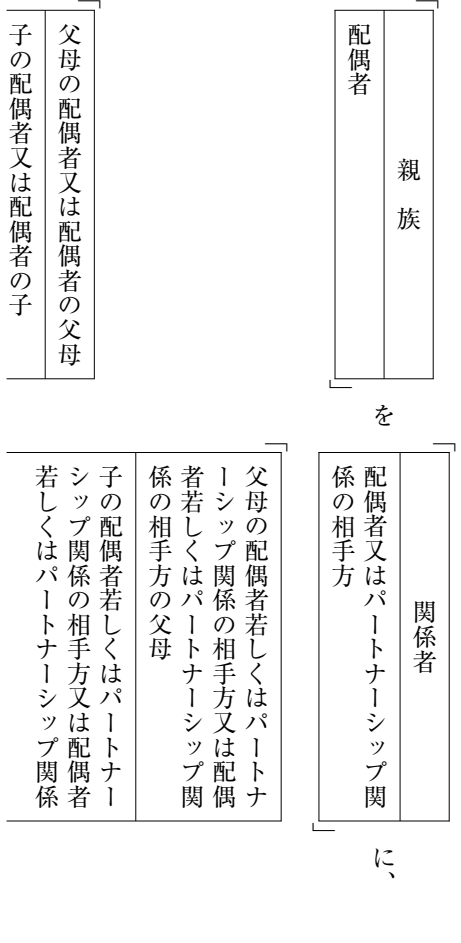 「
親族
配偶者
」
を
「
関係者
配偶者又はパートナーシップ関
係の相手方
」
に、
「
父母の配偶者又は配偶者の父母
子の配偶者又は配偶者の子
「
父母の配偶者若しくはパートナ
ーシップ関係の相手方又は配偶
者若しくはパートナーシップ関
係の相手方の父母
子の配偶者若しくはパートナー
シップ関係の相手方又は配偶者
若しくはパートナーシップ関係